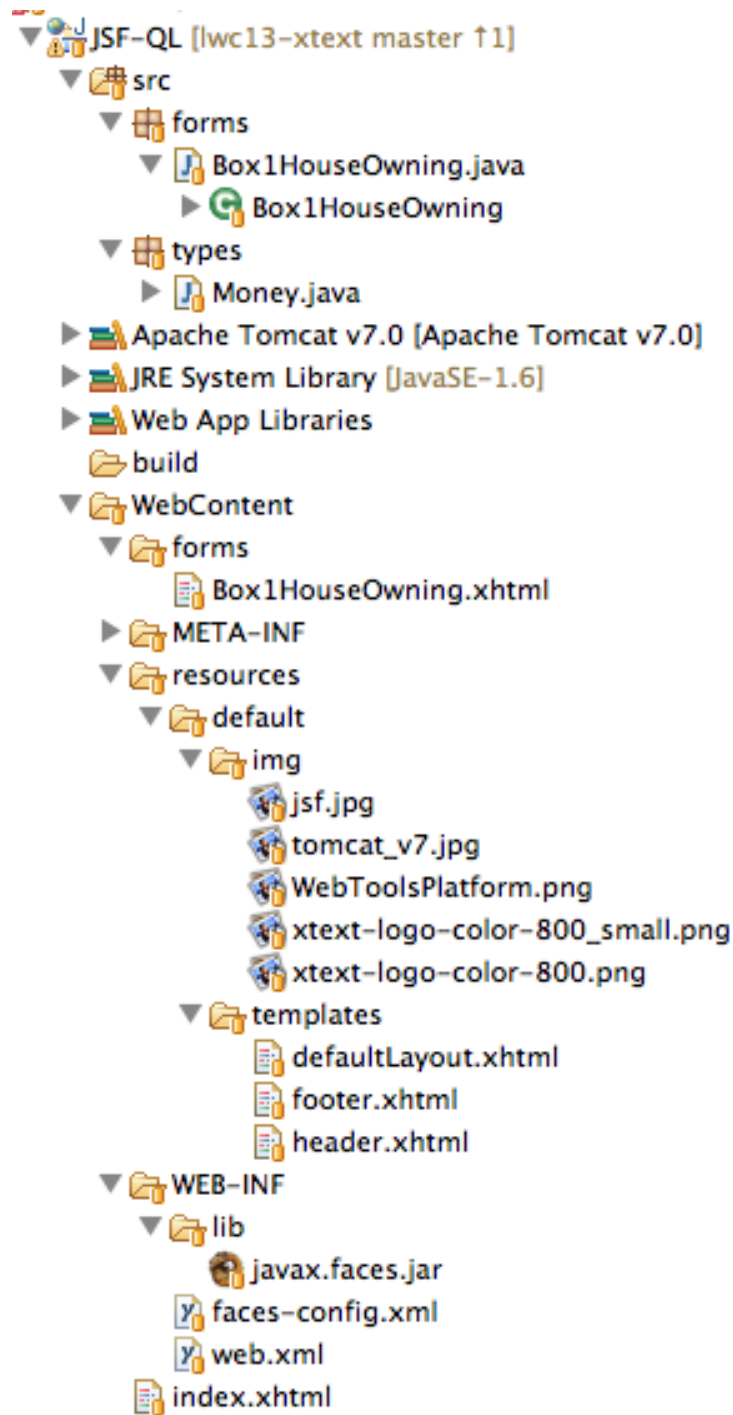 JSF-QL [lwc13-xtext master ↑1]
src
forms
Box1HouseOwning.java
Box1HouseOwning
types
Money.java
Apache Tomcat v7.0 [Apache Tomcat v7.0]
JRE System Library [JavaSE-1.6]
Web App Libraries
build
WebContent
forms
Box1HouseOwning.xhtml
META-INF
resources
default
img
jsf.jpg
tomcat_v7.jpg
WebToolsPlatform.png
xtext-logo-color-800_small.png
xtext-logo-color-800.png
templates
defaultLayout.xhtml
footer.xhtml
header.xhtml
WEB-INF
lib
javax.faces.jar
faces-config.xml
web.xml
index.xhtml